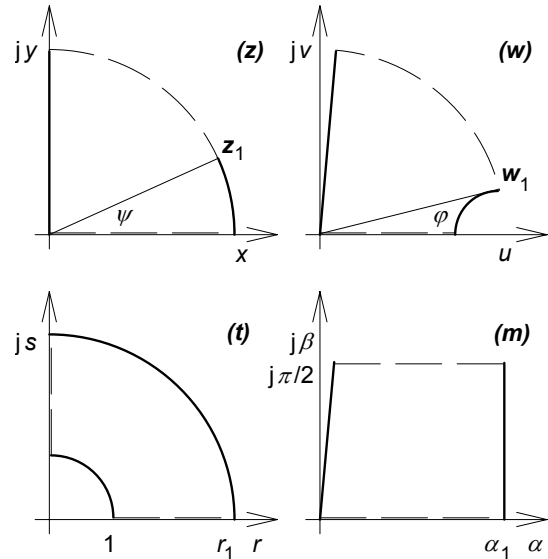 j y (z)
z1
ψ
x
j v (w)
w1
φ
u
j s (t)
1 r1 r
j β (m)
j π/2
α1 α